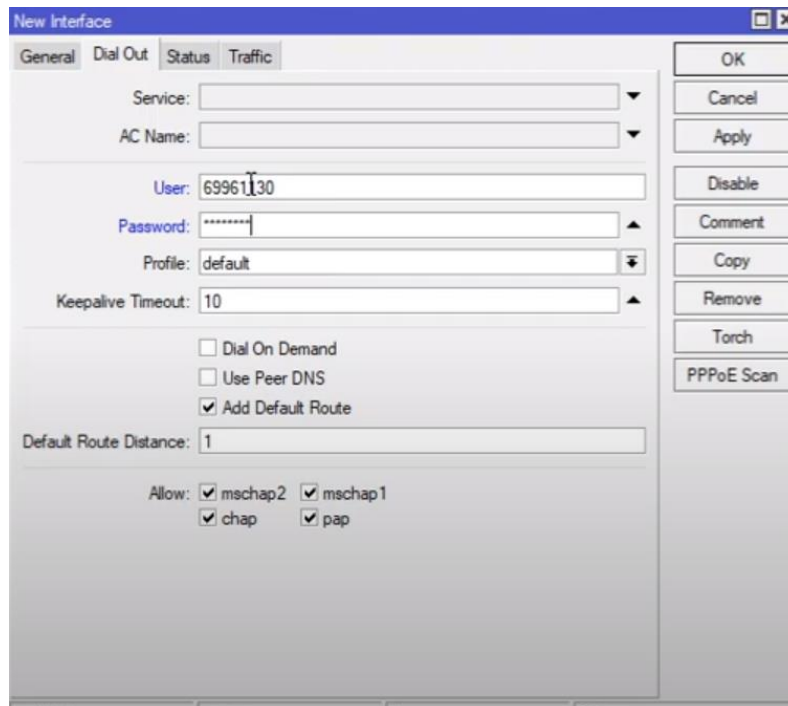 New Interface
General Dial Out Status Traffic
OK
Service:
Cancel
AC Name:
Apply
User:
Disable
Password: ********
Comment
Profile: default
Copy
Keepalive Timeout: 10
Remove
Dial On Demand
Torch
Use Peer DNS
PPPoE Scan
Add Default Route
Default Route Distance: 1
Allow: mschap2 mschap1
chap pap